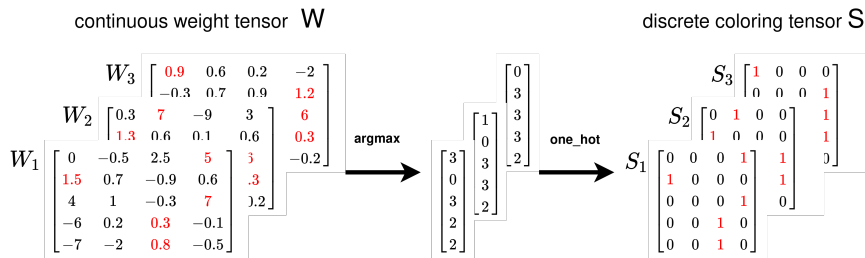 continuous weight tensor W
discrete coloring tensor S
W₃
0.9 0.6 0.2 −2
−0.3 0.7 0.9 1.2
6
0.3
−0.2
W₂
0.3 7 −9 3
1.3 0.6 0.1 0.6
6
.3
0.2
W₁
0 −0.5 2.5 5
1.5 0.7 −0.9 0.6
4 1 −0.3 7
−6 0.2 0.3 −0.1
−7 −2 0.8 −0.5
argmax
0
3
3
3
2
1
0
3
3
2
3
0
3
2
2
one_hot
S₃
1 0 0 0
1
1
1
0
S₂
0 1 0 0
1 0 0 0
1
1
0
S₁
0 0 0 1
1 0 0 0
0 0 0 1
0 0 1 0
0 0 1 0